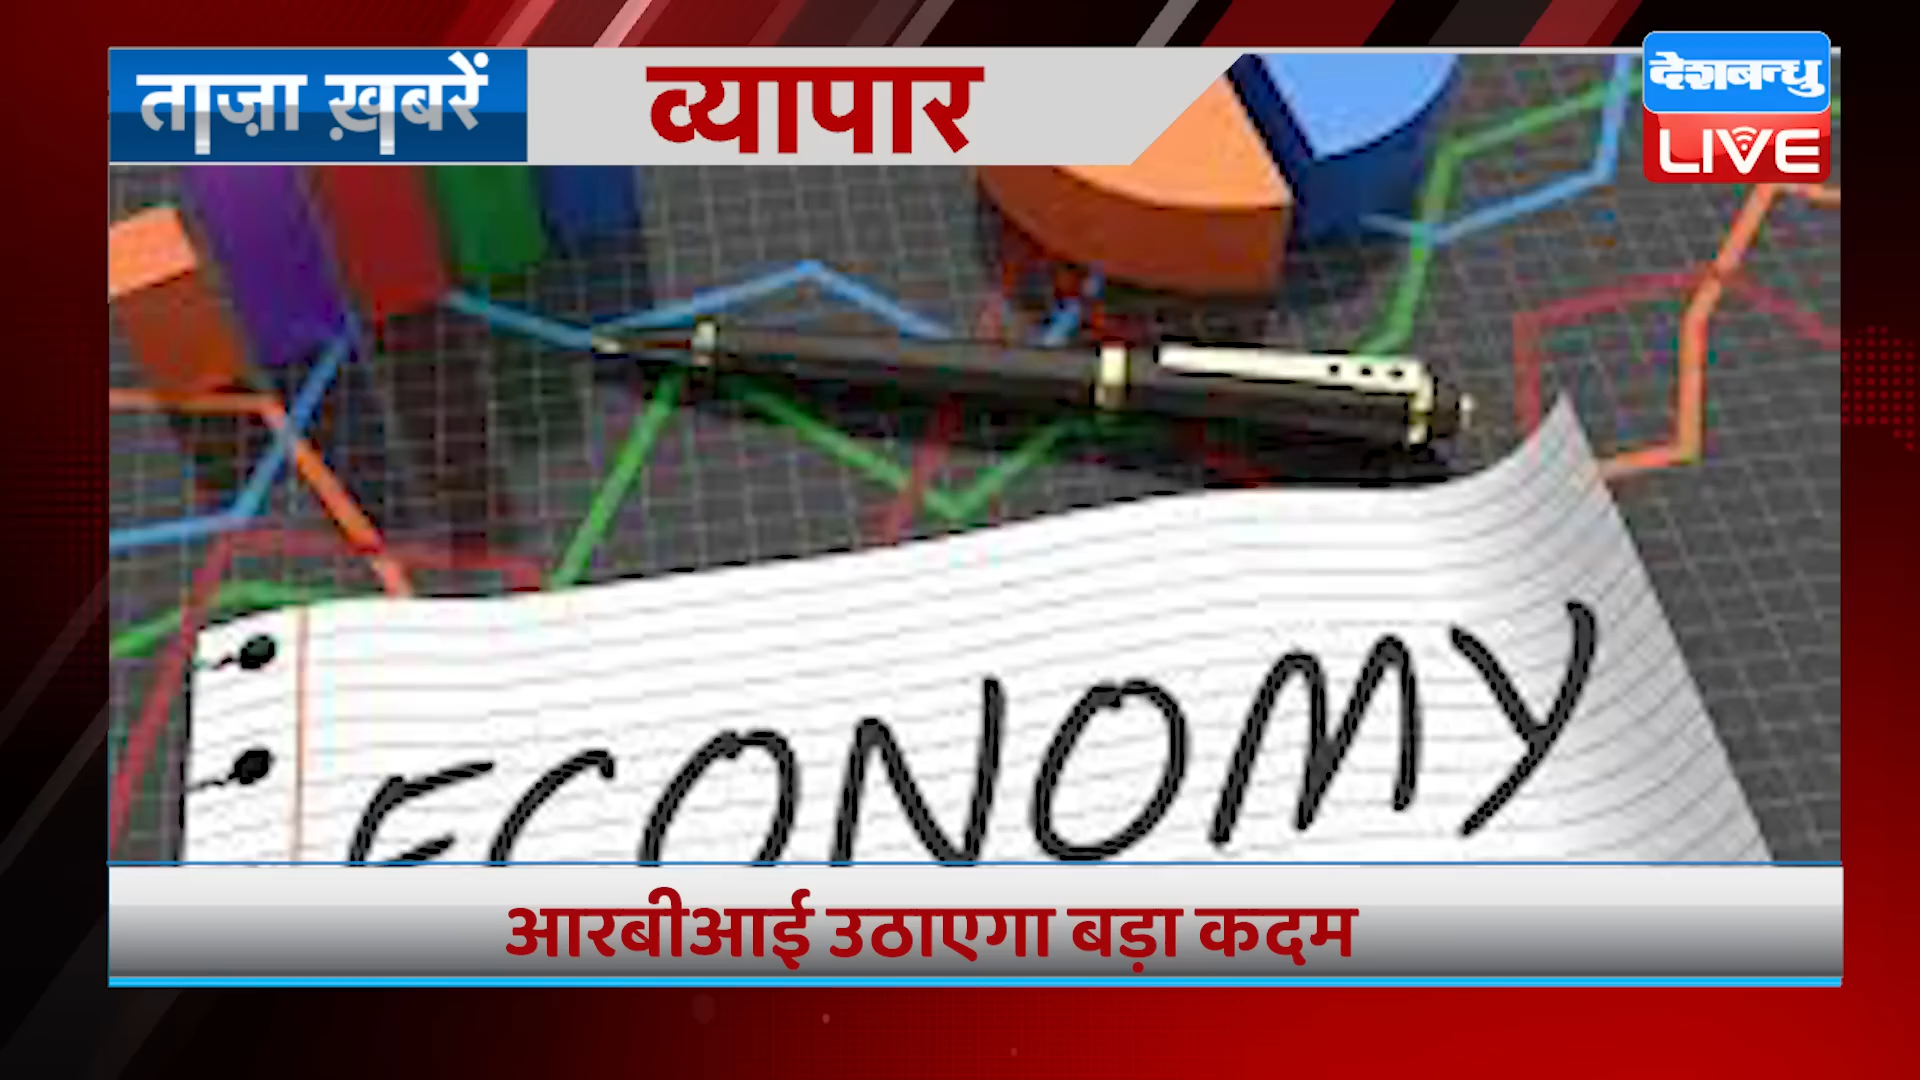 ताज़ा ख़बरें
व्यापार
देशबन्धु
LIVE
ECONOMY
आरबीआई उठाएगा बड़ा कदम